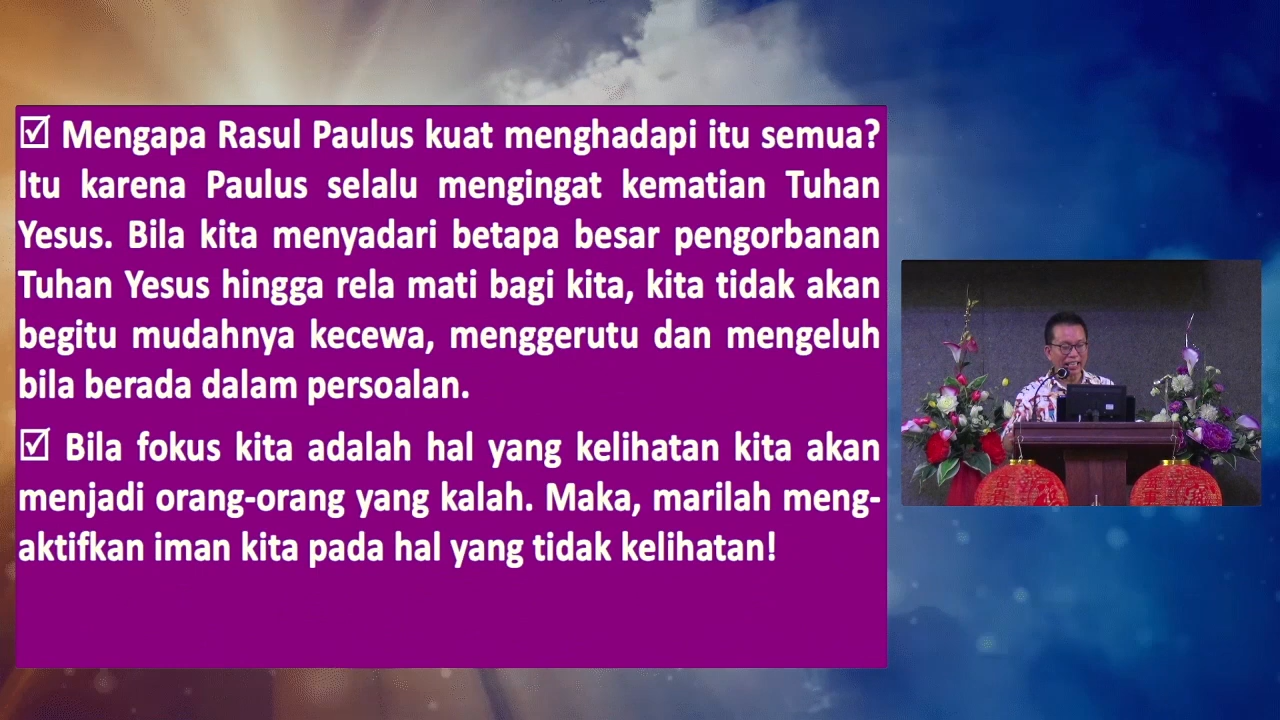 ☑ Mengapa Rasul Paulus kuat menghadapi itu semua?
Itu karena Paulus selalu mengingat kematian Tuhan
Yesus. Bila kita menyadari betapa besar pengorbanan
Tuhan Yesus hingga rela mati bagi kita, kita tidak akan
begitu mudahnya kecewa, menggerutu dan mengeluh
bila berada dalam persoalan.
☑ Bila fokus kita adalah hal yang kelihatan kita akan
menjadi orang-orang yang kalah. Maka, marilah meng-
aktifkan iman kita pada hal yang tidak kelihatan!